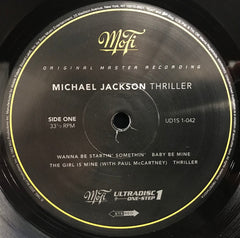 MoFi
ORIGINAL MASTER RECORDING
MICHAEL JACKSON THRILLER
SIDE ONE
33⅓ RPM
UD1S 1-042
WANNA BE STARTIN' SOMETHIN' BABY BE MINE
THE GIRL IS MINE (WITH PAUL McCARTNEY) THRILLER
MoFi ULTRADISC 1
ONE-STEP
STEREO